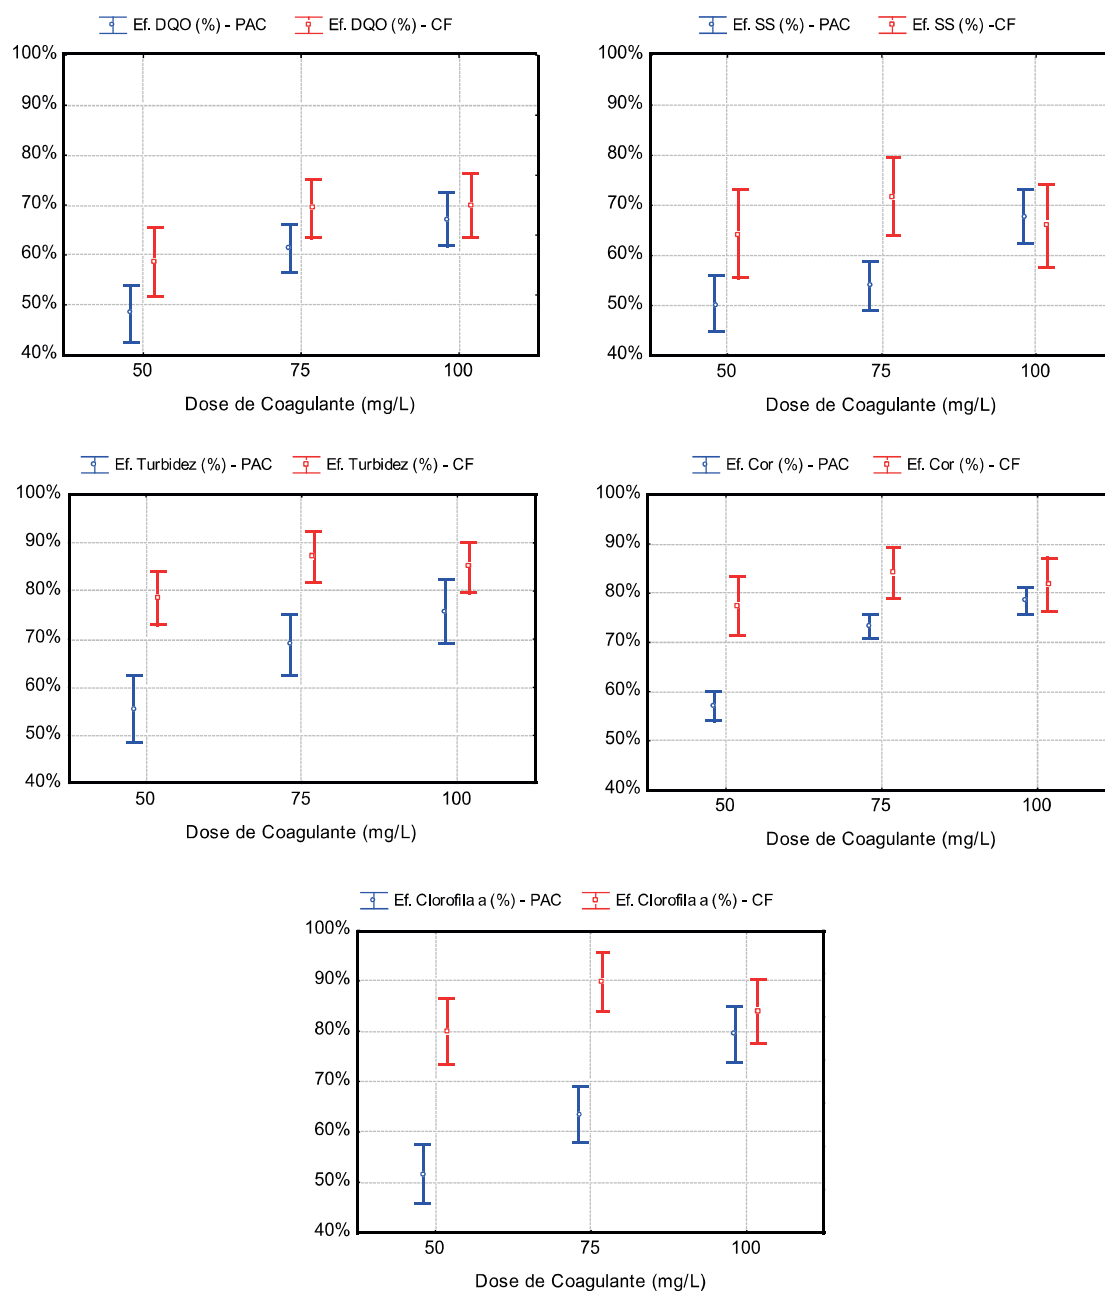 Ef. DQO (%) - PAC Ef. DQO (%) - CF
100%
90%
80%
70%
60%
50%
40%
50 75 100
Dose de Coagulante (mg/L)
Ef. SS (%) - PAC Ef. SS (%) -CF
100%
90%
80%
70%
60%
50%
40%
50 75 100
Dose de Coagulante (mg/L)
Ef. Turbidez (%) - PAC Ef. Turbidez (%) - CF
100%
90%
80%
70%
60%
50%
40%
50 75 100
Dose de Coagulante (mg/L)
Ef. Cor (%) - PAC Ef. Cor (%) - CF
100%
90%
80%
70%
60%
50%
40%
50 75 100
Dose de Coagulante (mg/L)
Ef. Clorofila a (%) - PAC Ef. Clorofila a (%) - CF
100%
90%
80%
70%
60%
50%
40%
50 75 100
Dose de Coagulante (mg/L)